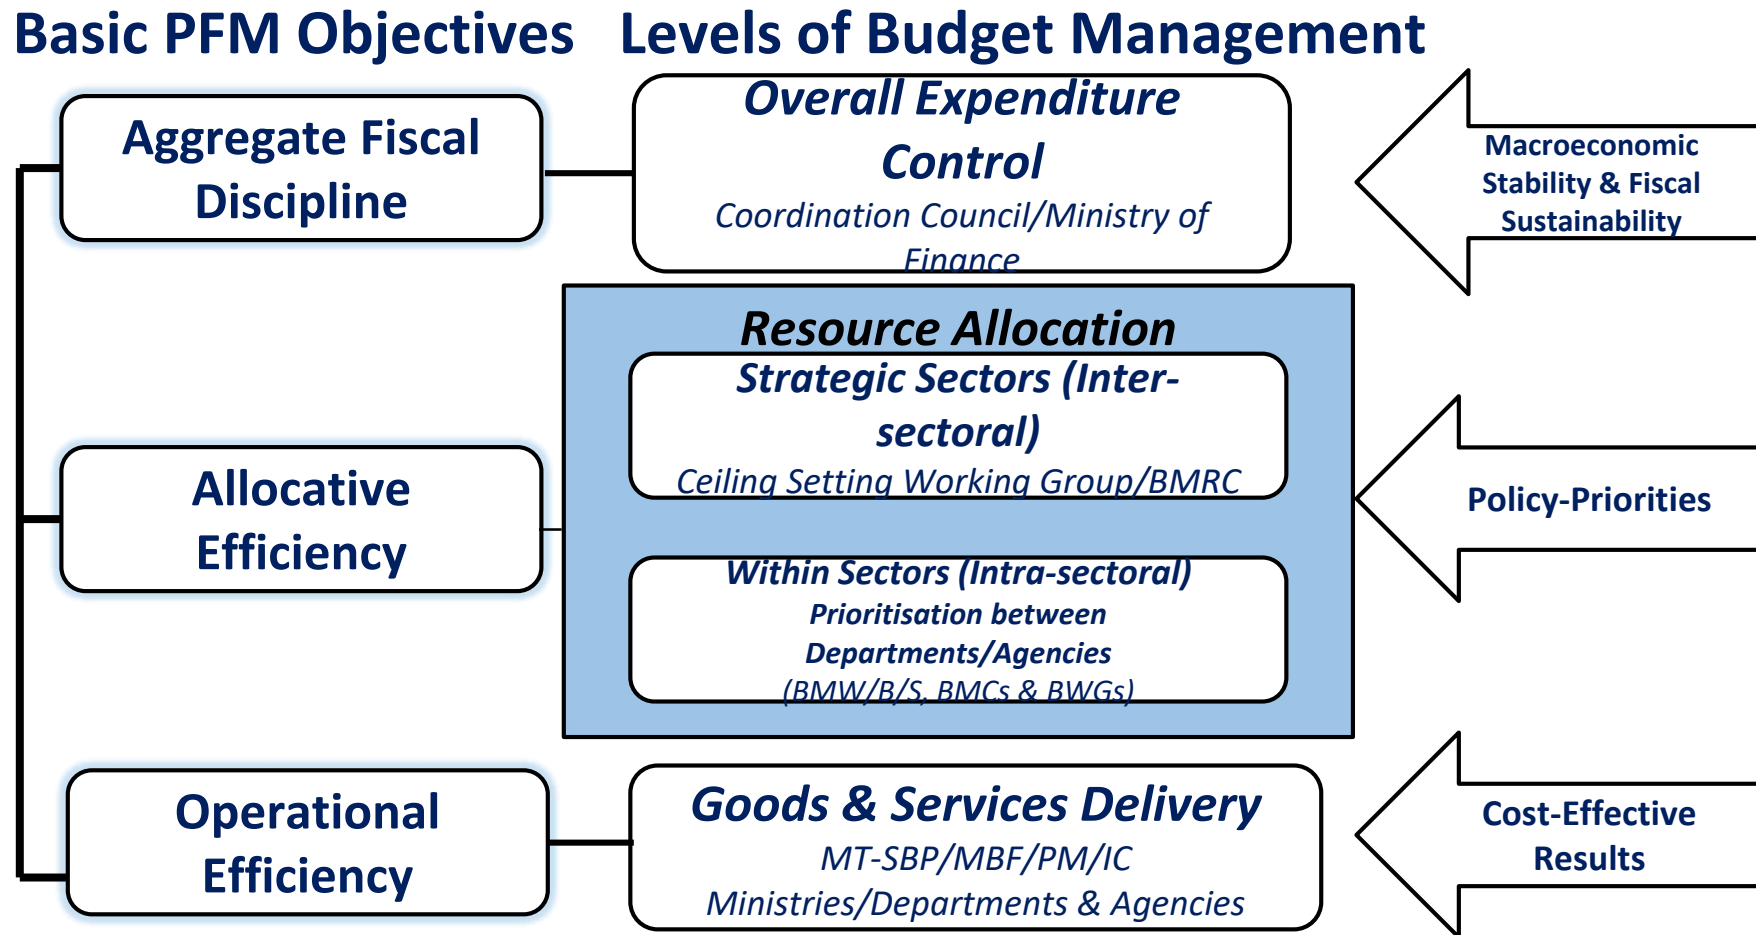 Basic PFM Objectives
Levels of Budget Management
Aggregate Fiscal
Discipline
Overall Expenditure
Control
Coordination Council/Ministry of
Finance
Macroeconomic
Stability & Fiscal
Sustainability
Allocative
Efficiency
Resource Allocation
Strategic Sectors (Inter-
sectoral)
Ceiling Setting Working Group/BMRC
Within Sectors (Intra-sectoral)
Prioritisation between
Departments/Agencies
(BMW/B/S, BMCs & BWGs)
Policy-Priorities
Operational
Efficiency
Goods & Services Delivery
MT-SBP/MBF/PM/IC
Ministries/Departments & Agencies
Cost-Effective
Results